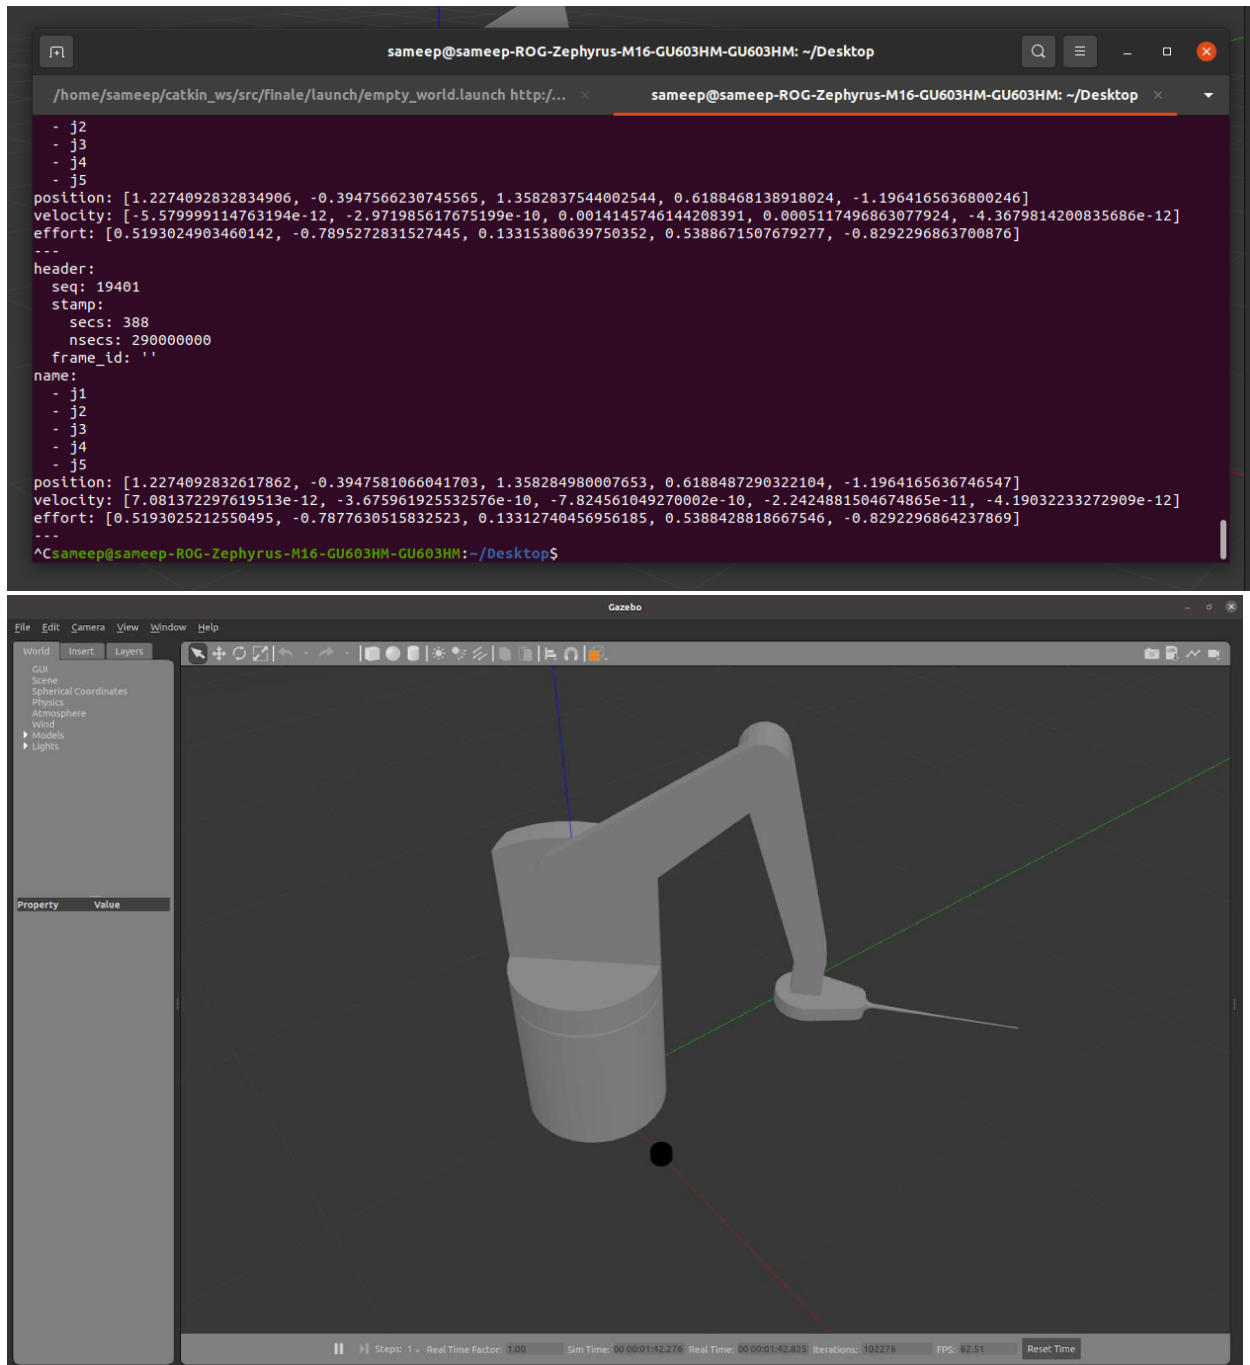 sameep@sameep-ROG-Zephyrus-M16-GU603HM-GU603HM: ~/Desktop
/home/sameep/catkin_ws/src/finale/launch/empty_world.launch http:/... × sameep@sameep-ROG-Zephyrus-M16-GU603HM-GU603HM: ~/Desktop ×
- j2
- j3
- j4
- j5
position: [1.2274092832834906, -0.3947566230745565, 1.3582837544002544, 0.6188468138918024, -1.1964165636800246]
velocity: [-5.579999114763194e-12, -2.971985617675199e-10, 0.0014145746144208391, 0.0005117496863077924, -4.3679814200835686e-12]
effort: [0.5193024903460142, -0.7895272831527445, 0.13315380639750352, 0.5388671507679277, -0.8292296863700876]
---
header:
seq: 19401
stamp:
secs: 388
nsecs: 290000000
frame_id: ''
name:
- j1
- j2
- j3
- j4
- j5
position: [1.2274092832617862, -0.3947581066041703, 1.358284980007653, 0.6188487290322104, -1.1964165636746547]
velocity: [7.081372297619513e-12, -3.675961925532576e-10, -7.824561049270002e-10, -2.2424881504674865e-11, -4.19032233272909e-12]
effort: [0.5193025212550495, -0.7877630515832523, 0.13312740456956185, 0.5388428818667546, -0.8292296864237869]
---
^Csameep@sameep-ROG-Zephyrus-M16-GU603HM-GU603HM:~/Desktop$
Gazebo
File Edit Camera View Window Help
World Insert Layers
GUI
Scene
Spherical Coordinates
Physics
Atmosphere
Wind
Models
Lights
Property Value
Steps: 1 Real Time Factor: 1.00 Sim Time: 00 00:01:42.276 Real Time: 00 00:01:42.825 Iterations: 102276 FPS: 62.51 Reset Time